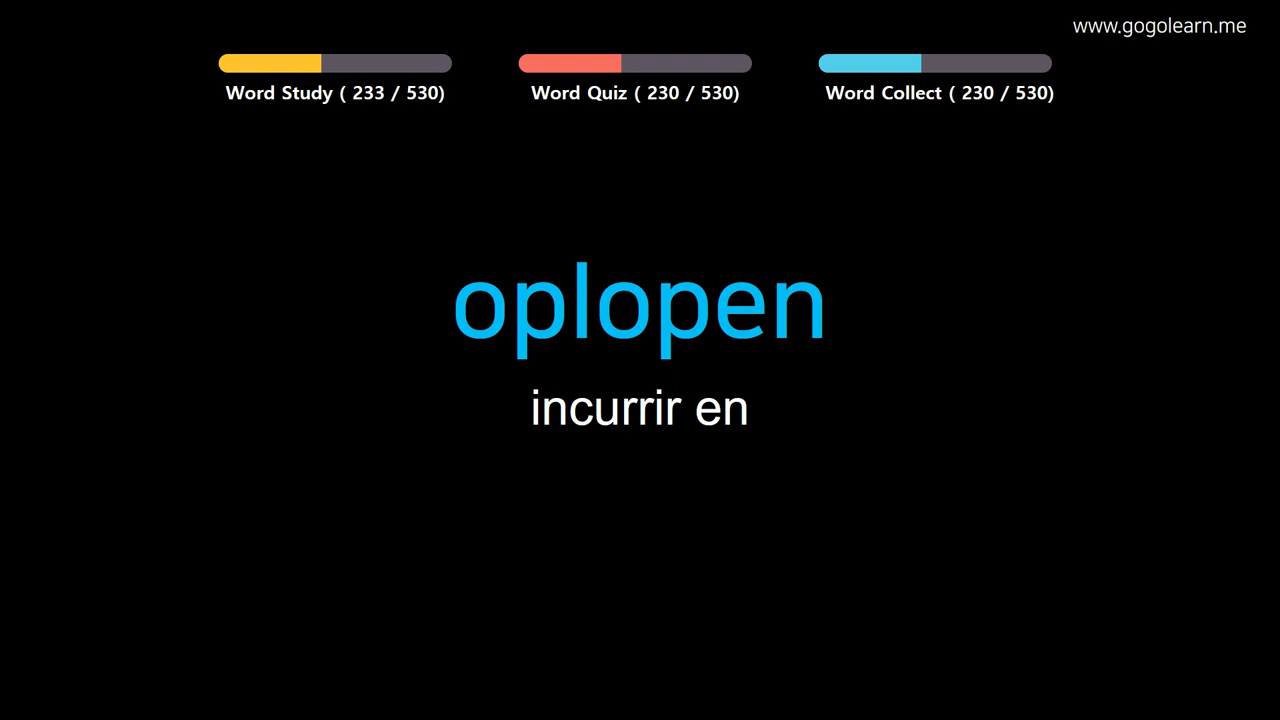 www.gogolearn.me
Word Study ( 233 / 530)
Word Quiz ( 230 / 530)
Word Collect ( 230 / 530)
oplopen
incurrir en